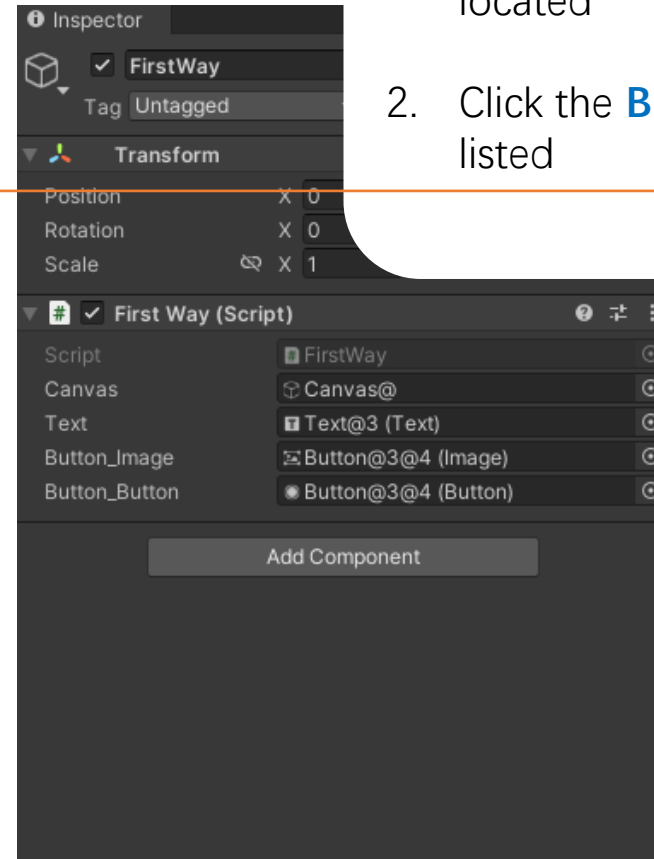 located
2. Click the B
listed
Inspector
FirstWay
Tag Untagged
Transform
Position X 0
Rotation X 0
Scale X 1
# First Way (Script)
Script # FirstWay
Canvas Canvas@
Text T Text@3 (Text)
Button_Image Button@3@4 (Image)
Button_Button Button@3@4 (Button)
Add Component